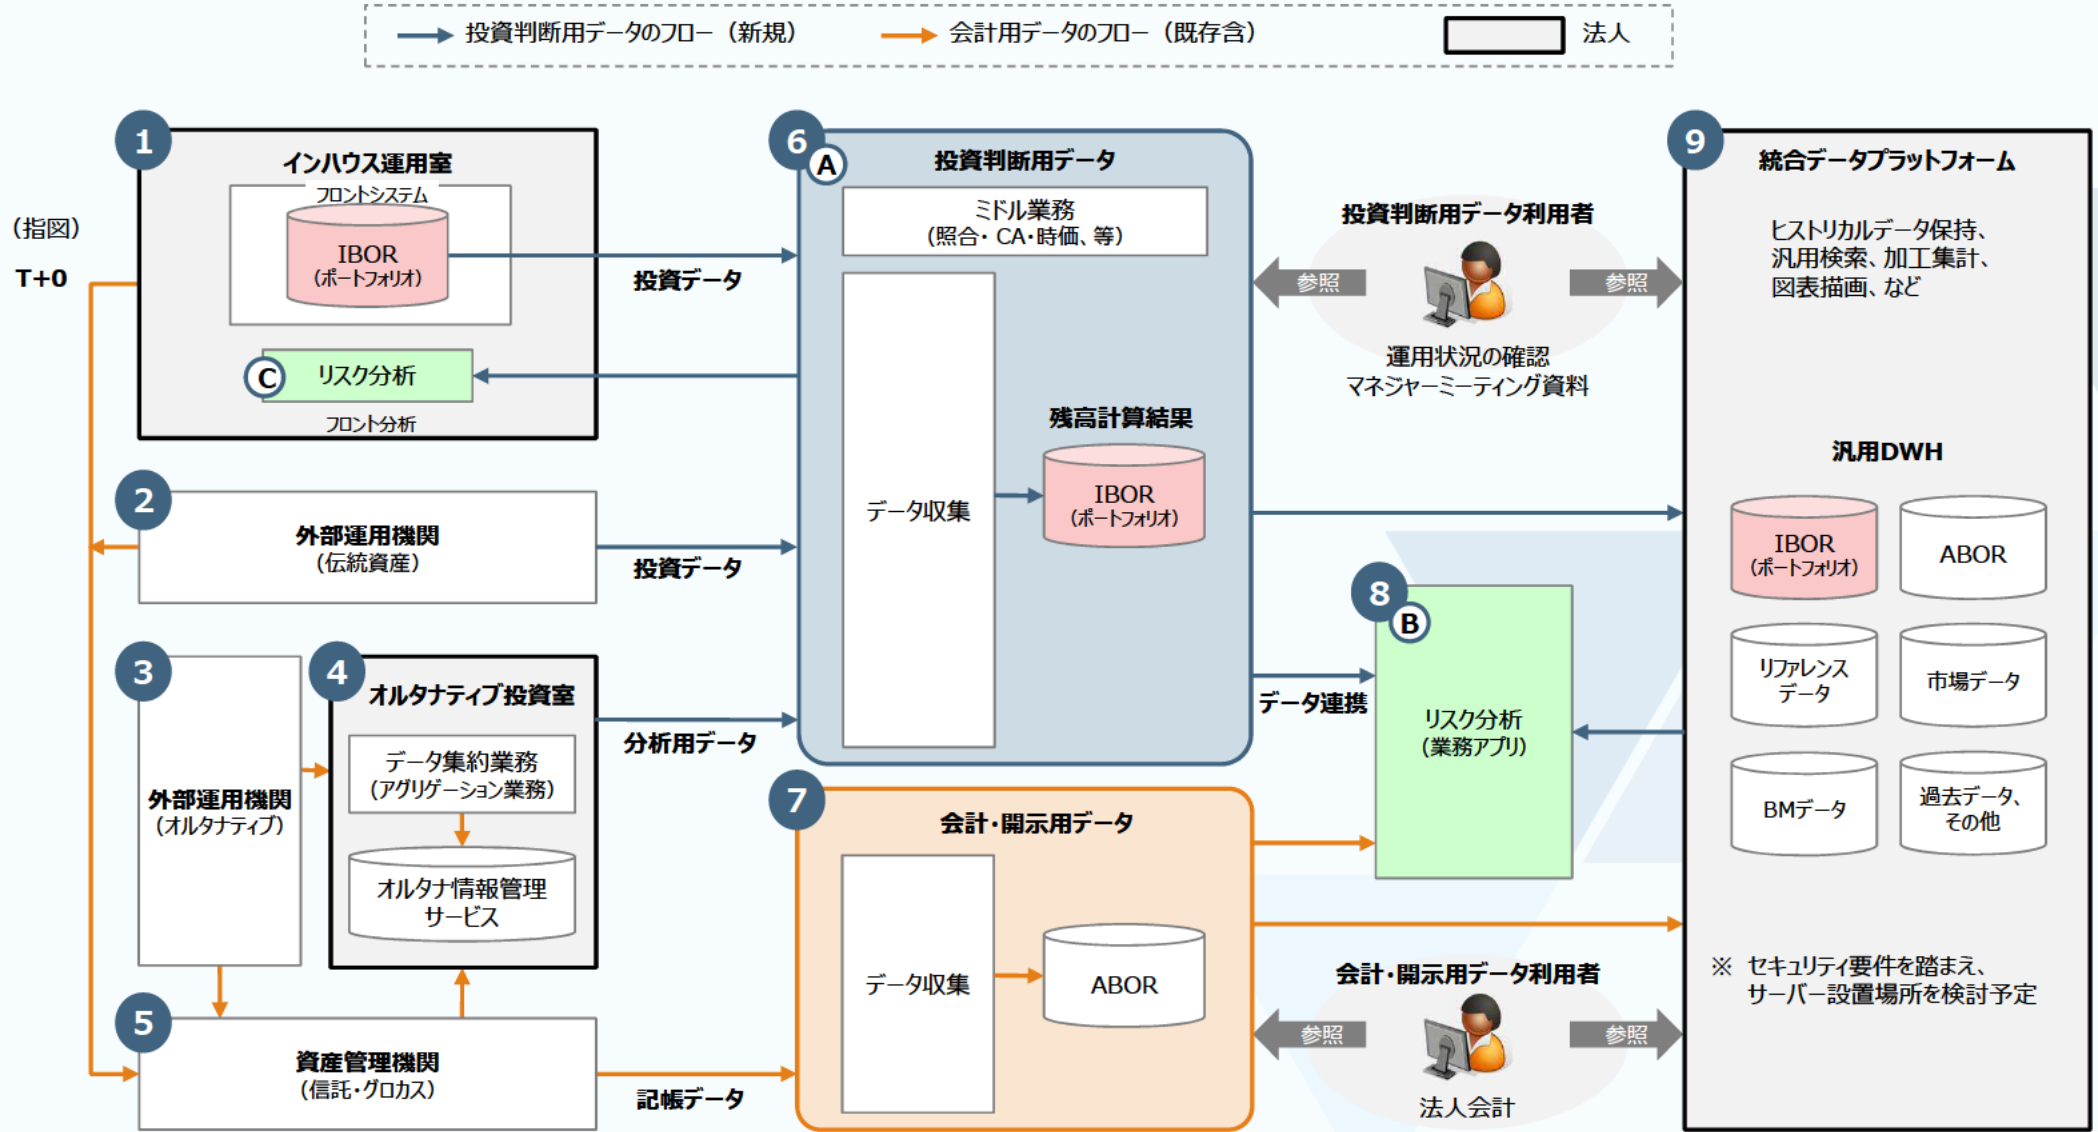 投資判断用データのフロー（新規）
会計用データのフロー（既存含）
法人
1
インハウス運用室
フロントシステム
IBOR
（ポートフォリオ）
C
リスク分析
フロント分析
（指図）
T+0
投資データ
2
外部運用機関
（伝統資産）
投資データ
3
外部運用機関
（オルタナティブ）
4
オルタナティブ投資室
データ集約業務
（アグリゲーション業務）
オルタナ情報管理
サービス
分析用データ
5
資産管理機関
（信託・グロカス）
記帳データ
6
A
投資判断用データ
ミドル業務
（照合・CA・時価、等）
データ収集
残高計算結果
IBOR
（ポートフォリオ）
7
会計・開示用データ
データ収集
ABOR
投資判断用データ利用者
参照
参照
運用状況の確認
マネジャーミーティング資料
データ連携
8
B
リスク分析
（業務アプリ）
会計・開示用データ利用者
参照
参照
法人会計
9
統合データプラットフォーム
ヒストリカルデータ保持、
汎用検索、加工集計、
図表描画、など
汎用DWH
IBOR
（ポートフォリオ）
ABOR
リファレンス
データ
市場データ
BMデータ
過去データ、
その他
※ セキュリティ要件を踏まえ、
サーバー設置場所を検討予定